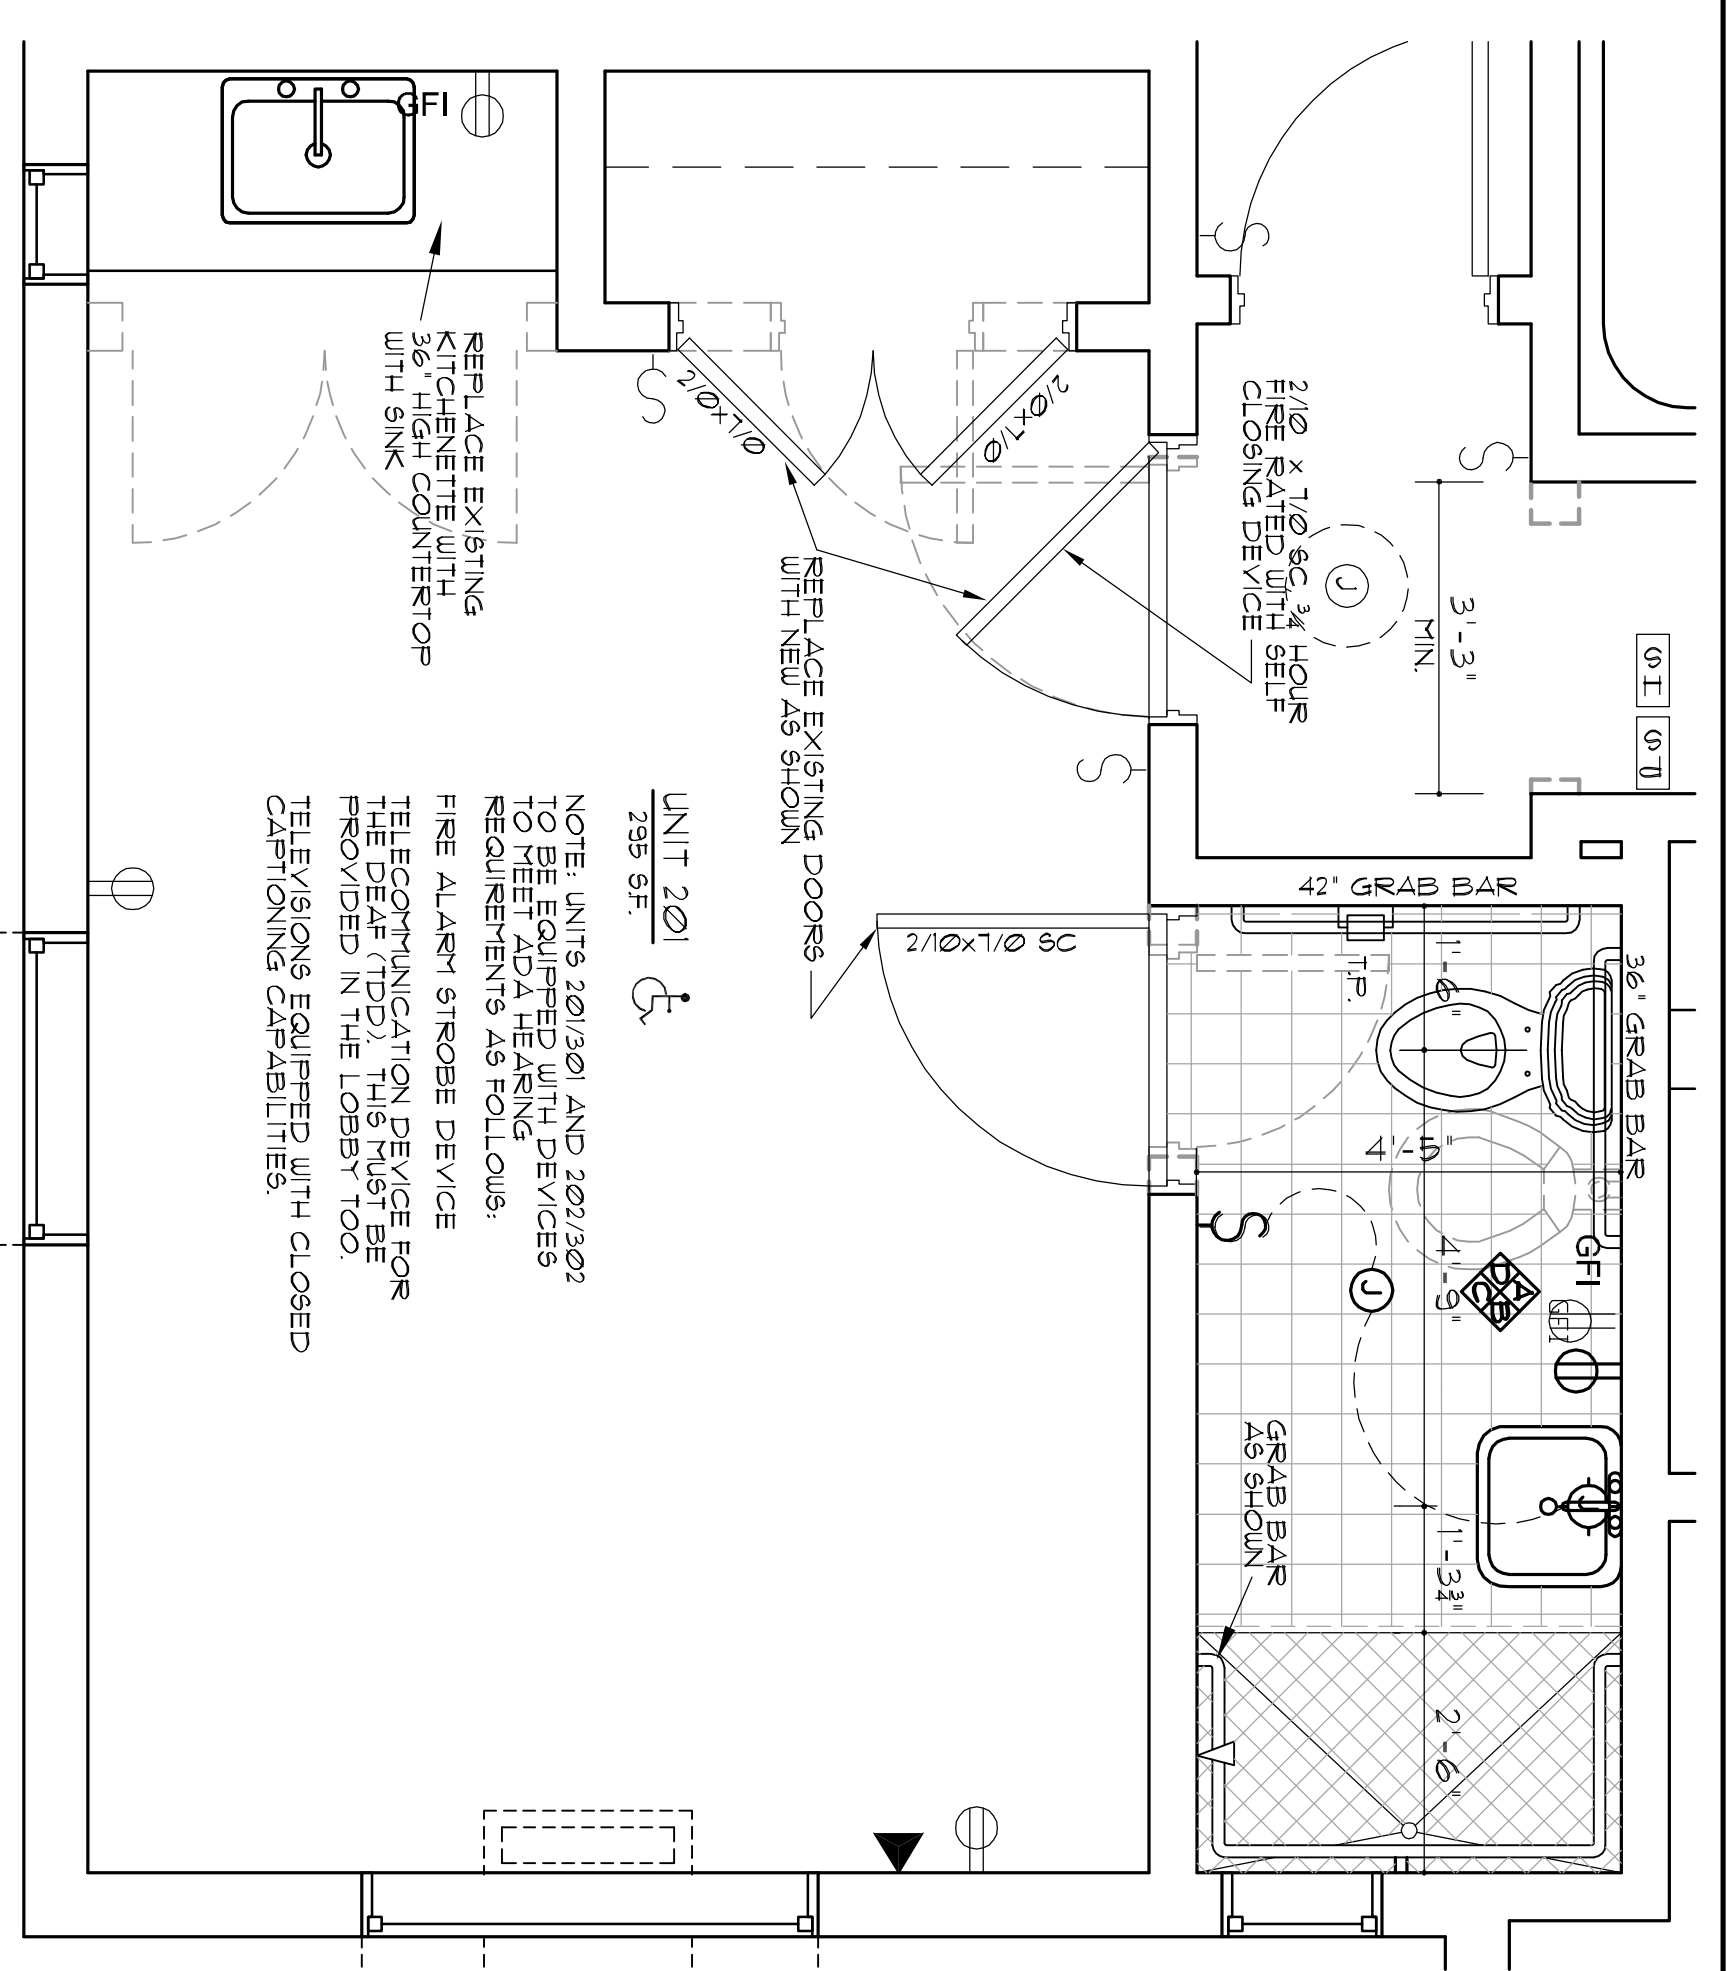 GFI
REPLACE EXISTING
KITCHENETTE WITH
36" HIGH COUNTERTOP
WITH SINK
S
2/0x7/0
2/0x7/0
S
S
2/10 x 7/0 SC, 3/4 HOUR
FIRE RATED WITH SELF
CLOSING DEVICE
J
3'-3"
MIN.
SI
SU
REPLACE EXISTING DOORS
WITH NEW AS SHOWN
S
UNIT 201
295 S.F.
NOTE: UNITS 201/301 AND 202/302
TO BE EQUIPPED WITH DEVICES
TO MEET ADA HEARING
REQUIREMENTS AS FOLLOWS:
FIRE ALARM STROBE DEVICE
TELECOMMUNICATION DEVICE FOR
THE DEAF (TDD). THIS MUST BE
PROVIDED IN THE LOBBY TOO.
TELEVISIONS EQUIPPED WITH CLOSED
CAPTIONING CAPABILITIES.
2/10x7/0 SC
42" GRAB BAR
36" GRAB BAR
T.P.
1'-6"
4'-5"
4'-9"
S
J
A
B
C
D
GFI
GFI
J
1'-3 3/4"
GRAB BAR
AS SHOWN
2'-6"